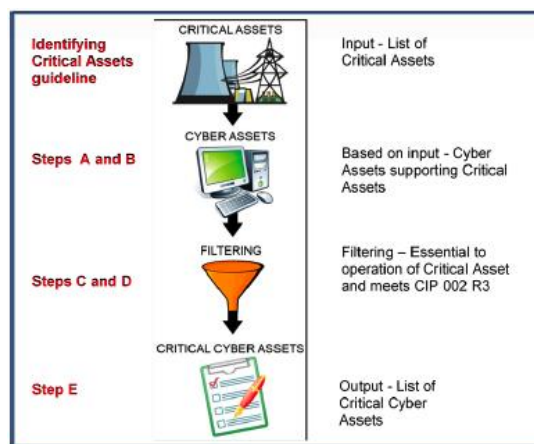 CRITICAL ASSETS
Identifying
Critical Assets
guideline
Input - List of
Critical Assets
CYBER ASSETS
Steps A and B
Based on input - Cyber
Assets supporting Critical
Assets
FILTERING
Steps C and D
Filtering – Essential to
operation of Critical Asset
and meets CIP 002 R3
CRITICAL CYBER ASSETS
Step E
Output - List of
Critical Cyber
Assets